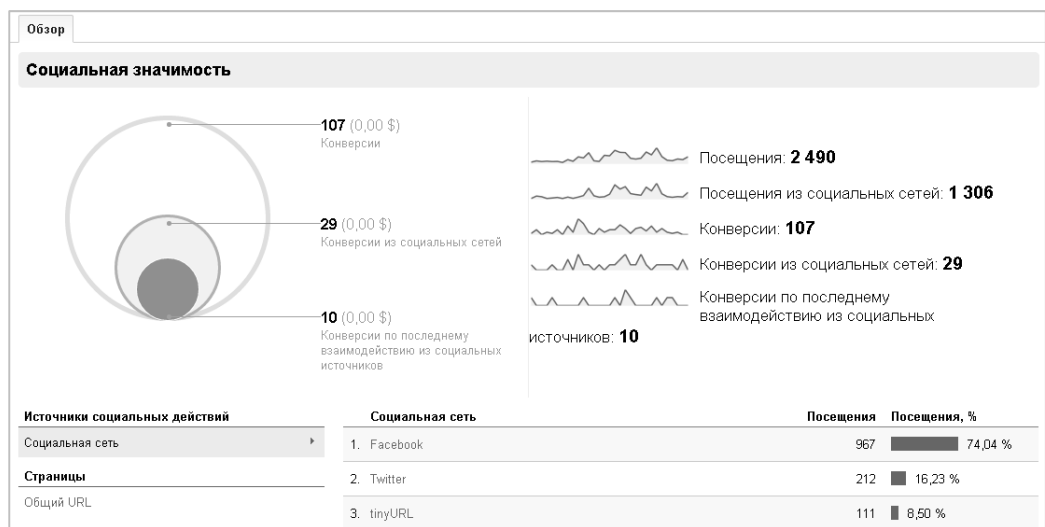 Обзор
Социальная значимость
107 (0,00 $)
Конверсии
29 (0,00 $)
Конверсии из социальных сетей
10 (0,00 $)
Конверсии по последнему
взаимодействию из социальных
источников
Посещения: 2 490
Посещения из социальных сетей: 1 306
Конверсии: 107
Конверсии из социальных сетей: 29
Конверсии по последнему
взаимодействию из социальных
источников: 10
Источники социальных действий
Социальная сеть
Страницы
Общий URL
Социальная сеть Посещения Посещения, %
1. Facebook 967 74,04 %
2. Twitter 212 16,23 %
3. tinyURL 111 8,50 %